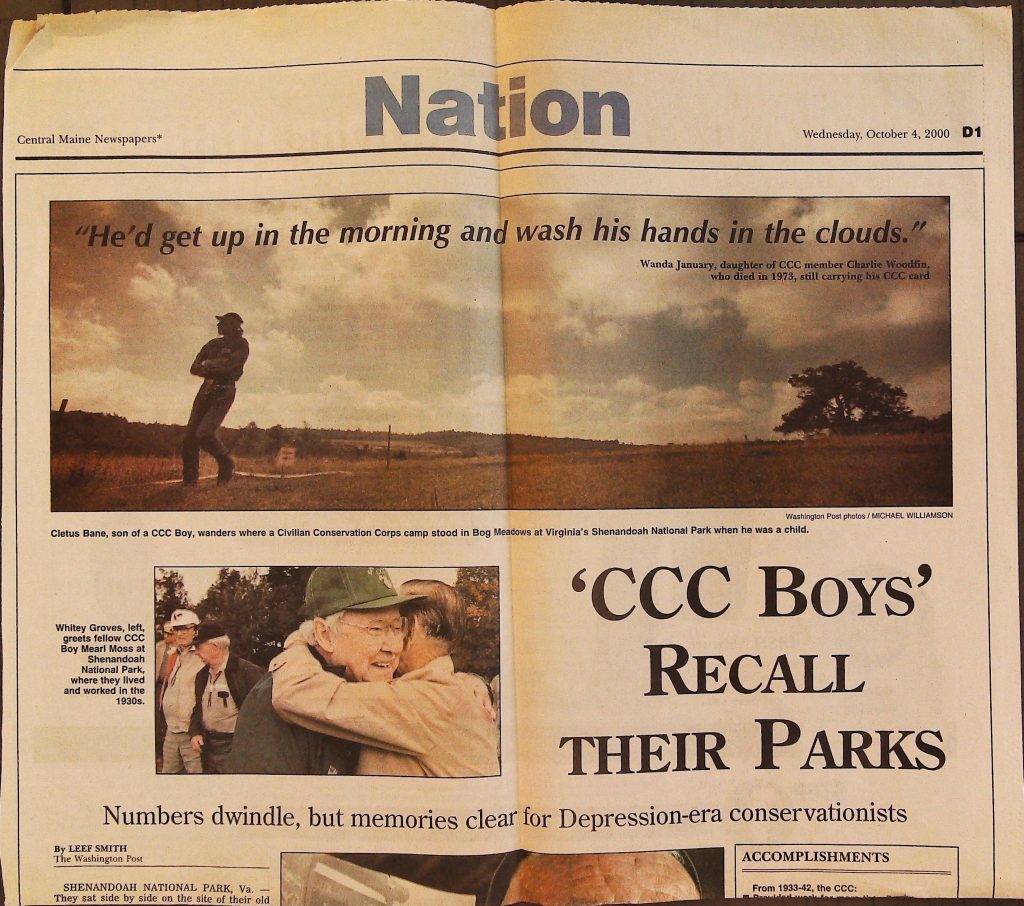 Nation
Central Maine Newspapers*
Wednesday, October 4, 2000 D1
"He'd get up in the morning and wash his hands in the clouds."
Wanda January, daughter of CCC member Charlie Woodfin,
who died in 1973, still carrying his CCC card
Washington Post photos / MICHAEL WILLIAMSON
Cletus Bane, son of a CCC Boy, wanders where a Civilian Conservation Corps camp stood in Bog Meadows at Virginia's Shenandoah National Park when he was a child.
Whitey Groves, left,
greets fellow CCC
Boy Mearl Moss at
Shenandoah
National Park,
where they lived
and worked in the
1930s.
'CCC BOYS'
RECALL
THEIR PARKS
Numbers dwindle, but memories clear for Depression-era conservationists
By LEEF SMITH
The Washington Post
SHENANDOAH NATIONAL PARK, Va. —
They sat side by side on the site of their old
ACCOMPLISHMENTS
From 1933-42, the CCC: